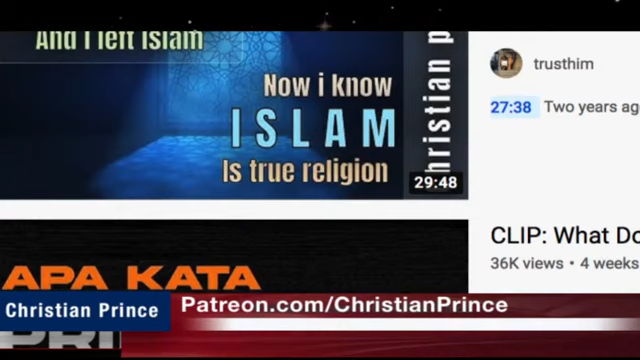 And I left Islam
Now i know
ISLAM
Is true religion
hristian p
29:48
trusthim
27:38 Two years ag
CLIP: What Do
36K views • 4 weeks
APA KATA
Christian Prince
Patreon.com/ChristianPrince